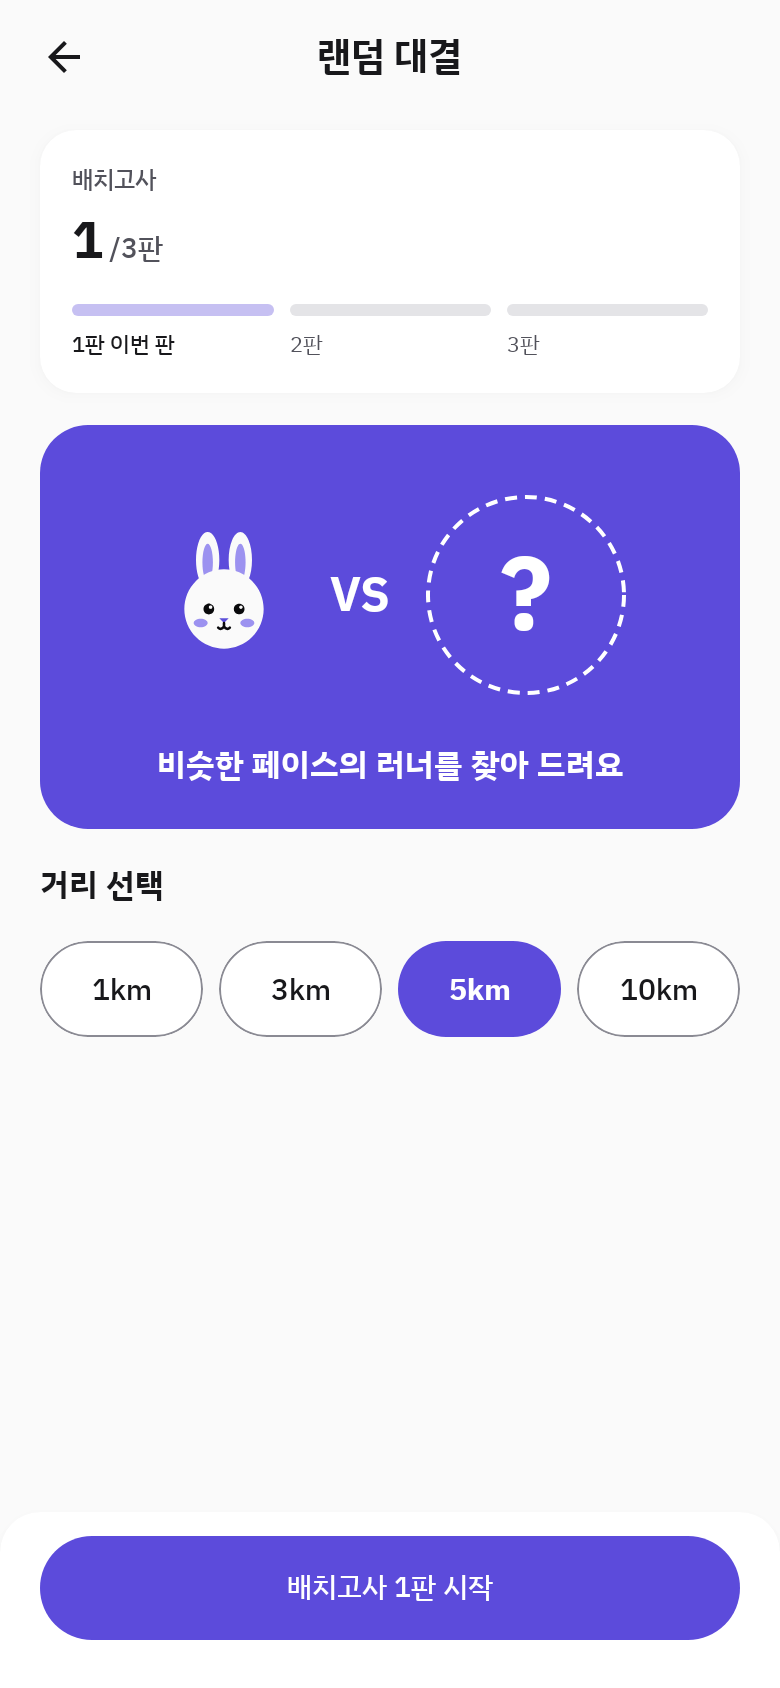 랜덤 대결
배치고사
1 /3판
1판 이번 판
2판
3판
VS
?
비슷한 페이스의 러너를 찾아 드려요
거리 선택
1km
3km
5km
10km
배치고사 1판 시작